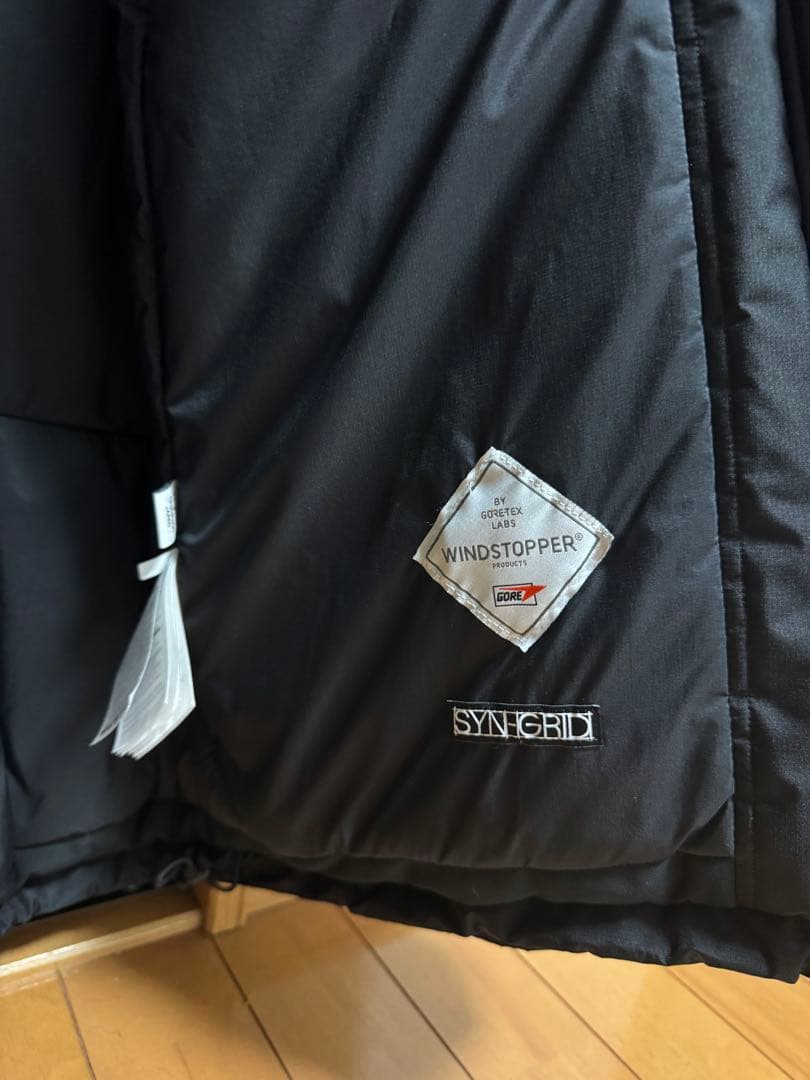 BY
GORE-TEX
LABS
WINDSTOPPER®
PRODUCTS
GORE
SYN-GRID